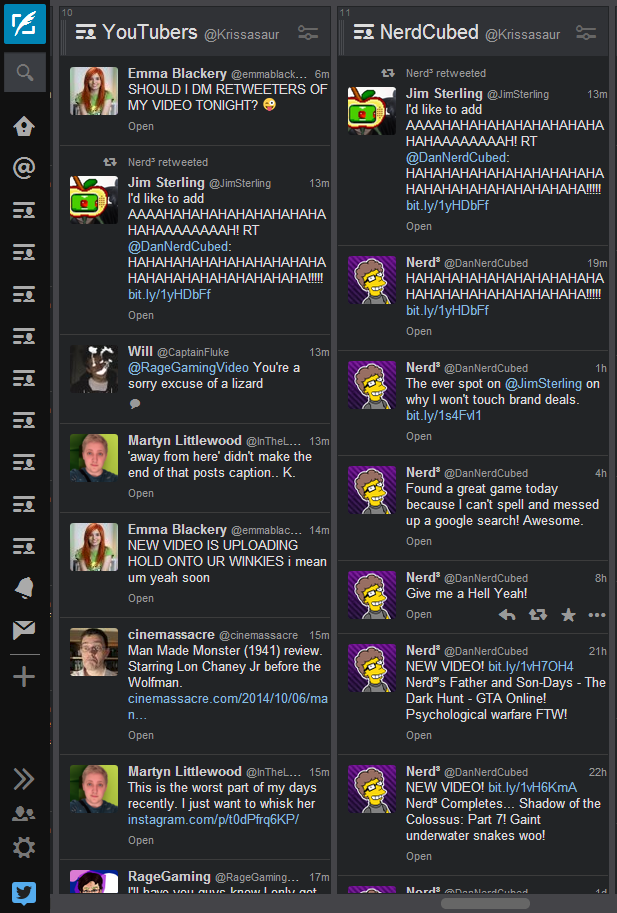 10
YouTubers @Krissasaur
Emma Blackery @emmablack... 6m
SHOULD I DM RETWEETERS OF
MY VIDEO TONIGHT? 😜
Open
Nerd³ retweeted
Jim Sterling @JimSterling 13m
I'd like to add
AAAAHAHAHAHAHAHAHAHA
HAHAAAAAAAH! RT
@DanNerdCubed:
HAHAHAHAHAHAHAHAHAHA
HAHAHAHAHAHAHAHAHA!!!!!
bit.ly/1yHDbFf
Open
Will @CaptainFluke 13m
@RageGamingVideo You're a
sorry excuse of a lizard
Martyn Littlewood @InTheL... 13m
'away from here' didn't make the
end of that posts caption.. K.
Open
Emma Blackery @emmablac... 14m
NEW VIDEO IS UPLOADING
HOLD ONTO UR WINKIES i mean
um yeah soon
Open
cinemassacre @cinemassacre 15m
Man Made Monster (1941) review.
Starring Lon Chaney Jr before the
Wolfman.
cinemassacre.com/2014/10/06/ma
n...
Open
Martyn Littlewood @InTheL... 15m
This is the worst part of my days
recently. I just want to whisk her
instagram.com/p/t0dPfrq6KP/
Open
RageGaming @RageGaming... 17m
I'll have you guys know I only got
11
NerdCubed @Krissasaur
Nerd³ retweeted
Jim Sterling @JimSterling 13m
I'd like to add
AAAAHAHAHAHAHAHAHAHA
HAHAAAAAAAH! RT
@DanNerdCubed:
HAHAHAHAHAHAHAHAHAHA
HAHAHAHAHAHAHAHAHA!!!!!
bit.ly/1yHDbFf
Open
Nerd³ @DanNerdCubed 19m
HAHAHAHAHAHAHAHAHAHA
HAHAHAHAHAHAHAHAHA!!!!!
bit.ly/1yHDbFf
Open
Nerd³ @DanNerdCubed 1h
The ever spot on @JimSterling on
why I won't touch brand deals.
bit.ly/1s4Fvl1
Open
Nerd³ @DanNerdCubed 4h
Found a great game today
because I can't spell and messed
up a google search! Awesome.
Open
Nerd³ @DanNerdCubed 8h
Give me a Hell Yeah!
Open
Nerd³ @DanNerdCubed 21h
NEW VIDEO! bit.ly/1vH7OH4
Nerd³'s Father and Son-Days - The
Dark Hunt - GTA Online!
Psychological warfare FTW!
Open
Nerd³ @DanNerdCubed 22h
NEW VIDEO! bit.ly/1vH6KmA
Nerd³ Completes... Shadow of the
Colossus: Part 7! Gaint
underwater snakes woo!
Open
Nerd³ @DanNerdCubed 1d